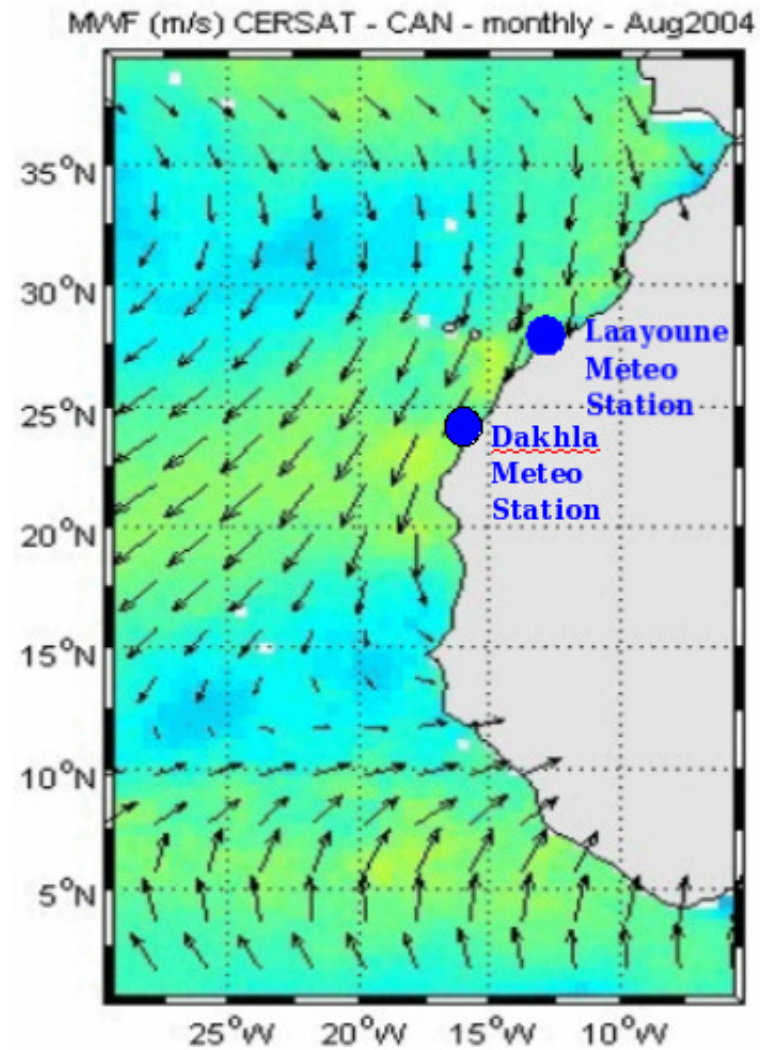 MWF (m/s) CERSAT - CAN - monthly - Aug2004
35°N
30°N
25°N
20°N
15°N
10°N
5°N
Laayoune
Meteo
Station
Dakhla
Meteo
Station
25°W
20°W
15°W
10°W